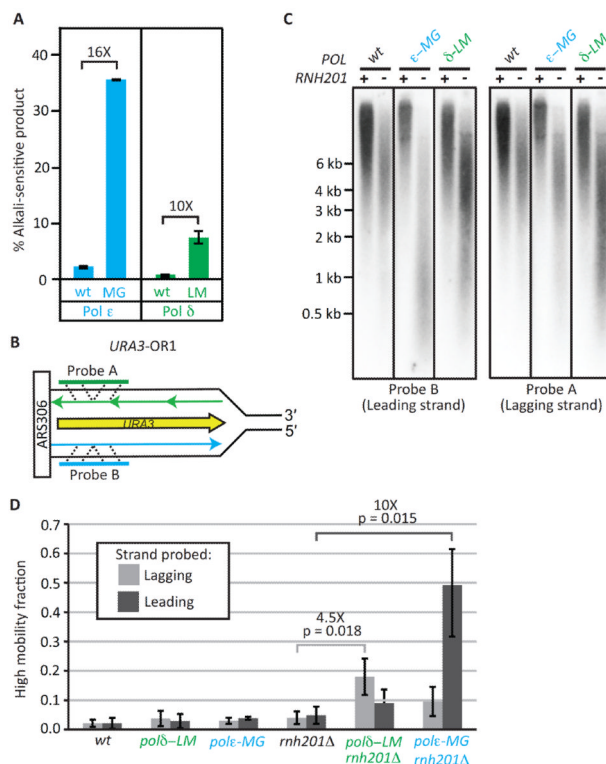 A
% Alkali-sensitive product
40
30
20
10
0
16X
10X
wt MG wt LM
Pol ε Pol δ
B
URA3-OR1
Probe A
ARS306
URA3
3′
5′
Probe B
C
POL wt ε–MG δ-LM wt ε–MG δ-LM
RNH201 + - + - + - + - + - + -
6 kb
4 kb
3 kb
2 kb
1 kb
0.5 kb
Probe B
(Leading strand)
Probe A
(Lagging strand)
D
High mobility fraction
0.7
0.6
0.5
0.4
0.3
0.2
0.1
0.0
Strand probed:
Lagging
Leading
10X
p = 0.015
4.5X
p = 0.018
wt polδ–LM polε-MG rnh201Δ polδ–LM polε-MG
rnh201Δ rnh201Δ